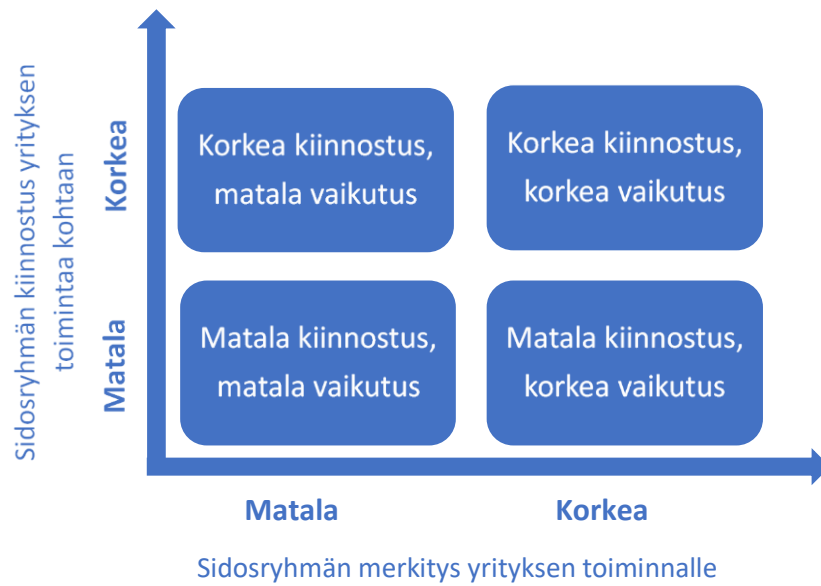 Sidosryhmän kiinnostus yrityksen
toimintaa kohtaan
Korkea
Matala
Korkea kiinnostus,
matala vaikutus
Korkea kiinnostus,
korkea vaikutus
Matala kiinnostus,
matala vaikutus
Matala kiinnostus,
korkea vaikutus
Matala
Korkea
Sidosryhmän merkitys yrityksen toiminnalle